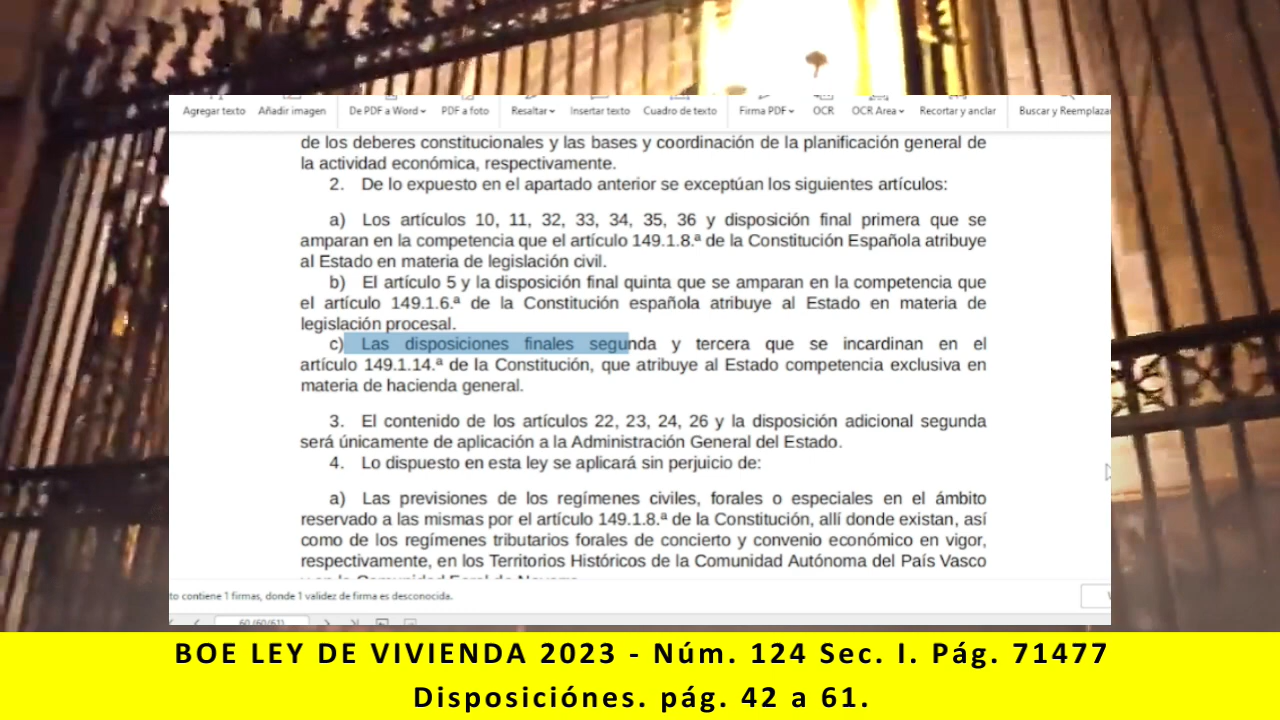 Agregar texto Añadir imagen De PDF a Word PDF a foto Resaltar Insertar texto Cuadro de texto Firma PDF OCR OCR Area Recortar y anclar Buscar y Reemplaza
de los deberes constitucionales y las bases y coordinación de la planificación general de
la actividad económica, respectivamente.
2. De lo expuesto en el apartado anterior se exceptúan los siguientes artículos:
a) Los artículos 10, 11, 32, 33, 34, 35, 36 y disposición final primera que se
amparan en la competencia que el artículo 149.1.8.ª de la Constitución Española atribuye
al Estado en materia de legislación civil.
b) El artículo 5 y la disposición final quinta que se amparan en la competencia que
el artículo 149.1.6.ª de la Constitución española atribuye al Estado en materia de
legislación procesal.
c) Las disposiciones finales segunda y tercera que se incardinan en el
artículo 149.1.14.ª de la Constitución, que atribuye al Estado competencia exclusiva en
materia de hacienda general.
3. El contenido de los artículos 22, 23, 24, 26 y la disposición adicional segunda
será únicamente de aplicación a la Administración General del Estado.
4. Lo dispuesto en esta ley se aplicará sin perjuicio de:
a) Las previsiones de los regímenes civiles, forales o especiales en el ámbito
reservado a las mismas por el artículo 149.1.8.ª de la Constitución, allí donde existan, así
como de los regímenes tributarios forales de concierto y convenio económico en vigor,
respectivamente, en los Territorios Históricos de la Comunidad Autónoma del País Vasco
to contiene 1 firmas, donde 1 validez de firma es desconocida.
60 (60/61)
BOE LEY DE VIVIENDA 2023 - Núm. 124 Sec. I. Pág. 71477
Disposiciónes. pág. 42 a 61.